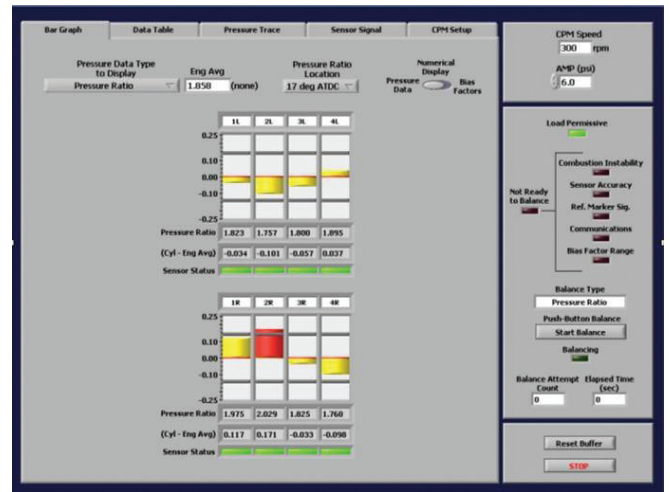 Bar Graph Data Table Pressure Trace Sensor Signal CPM Setup
Pressure Data Type
to Display
Pressure Ratio
Eng Avg
1.858 (none)
Pressure Ratio
Location
17 deg ATDC
Numerical
Display
Pressure
Data
Bias
Factors
1L 2L 3L 4L
0.25
0.10
0.00
-0.10
-0.25
Pressure Ratio 1.823 1.757 1.800 1.895
(Cyl - Eng Avg) -0.034 -0.101 -0.057 0.037
Sensor Status
1R 2R 3R 4R
0.25
0.10
0.00
-0.10
-0.25
Pressure Ratio 1.975 2.029 1.825 1.760
(Cyl - Eng Avg) 0.117 0.171 -0.033 -0.098
Sensor Status
CPM Speed
300 rpm
AMP (psi)
6.0
Load Permissive
Not Ready
to Balance
Combustion Instability
Sensor Accuracy
Ref. Marker Sig.
Communications
Bias Factor Range
Balance Type
Pressure Ratio
Push-Button Balance
Start Balance
Balancing
Balance Attempt
Count
0
Elapsed Time
(sec)
0
Reset Buffer
STOP